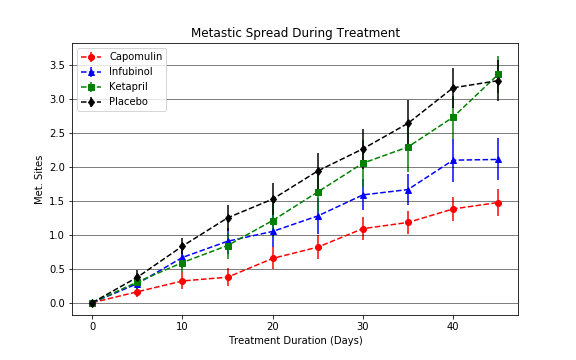 Metastic Spread During Treatment
Capomulin
Infubinol
Ketapril
Placebo
3.5
3.0
2.5
2.0
1.5
1.0
0.5
0.0
Met. Sites
0
10
20
30
40
Treatment Duration (Days)